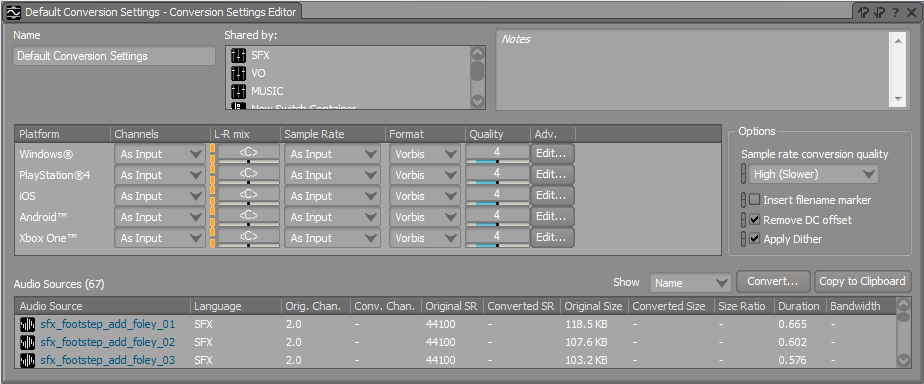 Default Conversion Settings - Conversion Settings Editor
Name
Shared by:
Default Conversion Settings
SFX
VO
MUSIC
New Switch Container
Notes
Platform Channels L-R mix Sample Rate Format Quality Adv.
Windows® As Input <C> As Input Vorbis 4 Edit...
PlayStation®4 As Input <C> As Input Vorbis 4 Edit...
iOS As Input <C> As Input Vorbis 4 Edit...
Android™ As Input <C> As Input Vorbis 4 Edit...
Xbox One™ As Input <C> As Input Vorbis 4 Edit...
Options
Sample rate conversion quality
High (Slower)
Insert filename marker
Remove DC offset
Apply Dither
Audio Sources (67) Show Name Convert... Copy to Clipboard
Audio Source Language Orig. Chan. Conv. Chan. Original SR Converted SR Original Size Converted Size Size Ratio Duration Bandwidth
sfx_footstep_add_foley_01 SFX 2.0 - 44100 - 118.5 KB - - 0.665 -
sfx_footstep_add_foley_02 SFX 2.0 - 44100 - 107.6 KB - - 0.602 -
sfx_footstep_add_foley_03 SFX 2.0 - 44100 - 103.2 KB - - 0.576 -